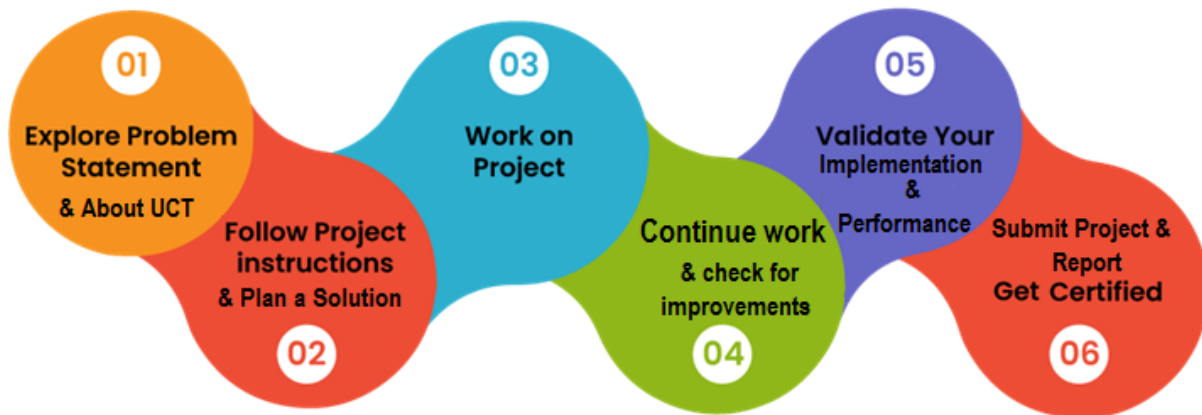 01
Explore Problem
Statement
& About UCT
Follow Project
instructions
& Plan a Solution
02
03
Work on
Project
Continue work
& check for
improvements
04
05
Validate Your
Implementation
&
Performance
Submit Project &
Report
Get Certified
06